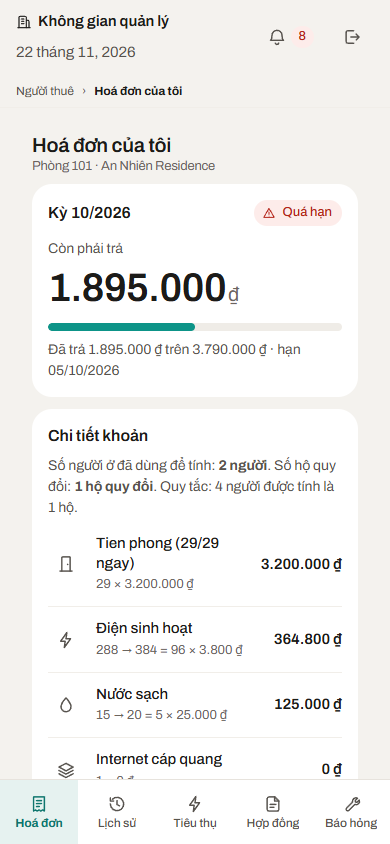 Không gian quản lý
22 tháng 11, 2026
8
Người thuê › Hoá đơn của tôi
Hoá đơn của tôi
Phòng 101 · An Nhiên Residence
Kỳ 10/2026
Quá hạn
Còn phải trả
1.895.000₫
Đã trả 1.895.000 ₫ trên 3.790.000 ₫ · hạn
05/10/2026
Chi tiết khoản
Số người ở đã dùng để tính: 2 người. Số hộ quy
đổi: 1 hộ quy đổi. Quy tắc: 4 người được tính là
1 hộ.
Tien phong (29/29
ngay)
29 × 3.200.000 ₫
3.200.000 ₫
Điện sinh hoạt
288 → 384 = 96 × 3.800 ₫
364.800 ₫
Nước sạch
15 → 20 = 5 × 25.000 ₫
125.000 ₫
Internet cáp quang
0 ₫
Hoá đơn
Lịch sử
Tiêu thụ
Hợp đồng
Báo hỏng